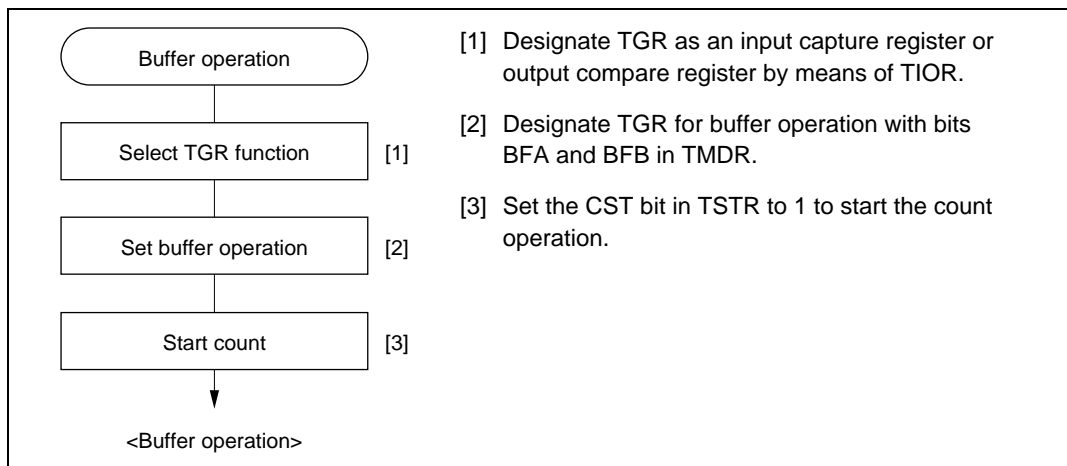 Buffer operation
Select TGR function
[1]
Set buffer operation
[2]
Start count
[3]
<Buffer operation>
[1] Designate TGR as an input capture register or
output compare register by means of TIOR.
[2] Designate TGR for buffer operation with bits
BFA and BFB in TMDR.
[3] Set the CST bit in TSTR to 1 to start the count
operation.